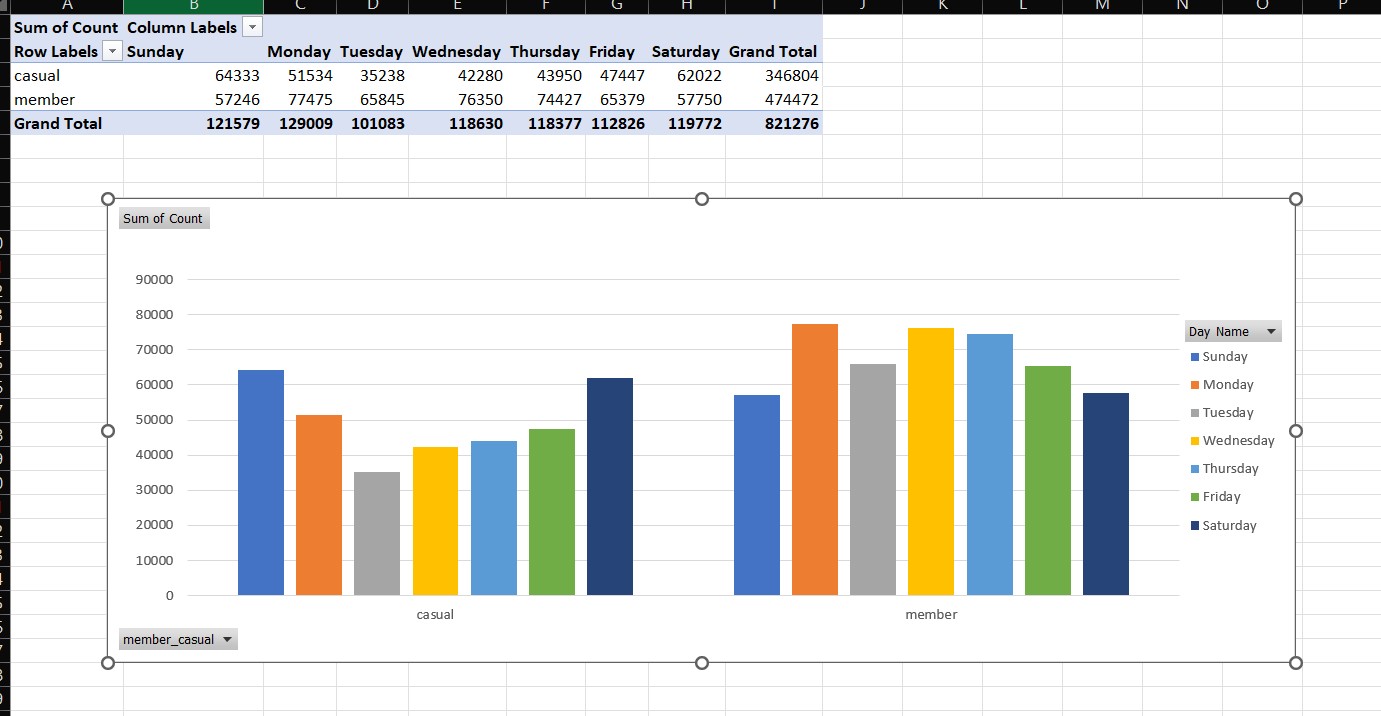 A B C D E F G H I J K L M N O P
Sum of Count Column Labels
Row Labels Sunday Monday Tuesday Wednesday Thursday Friday Saturday Grand Total
casual 64333 51534 35238 42280 43950 47447 62022 346804
member 57246 77475 65845 76350 74427 65379 57750 474472
Grand Total 121579 129009 101083 118630 118377 112826 119772 821276
Sum of Count
90000
80000
70000
60000
50000
40000
30000
20000
10000
0
casual member
member_casual
Day Name
Sunday
Monday
Tuesday
Wednesday
Thursday
Friday
Saturday